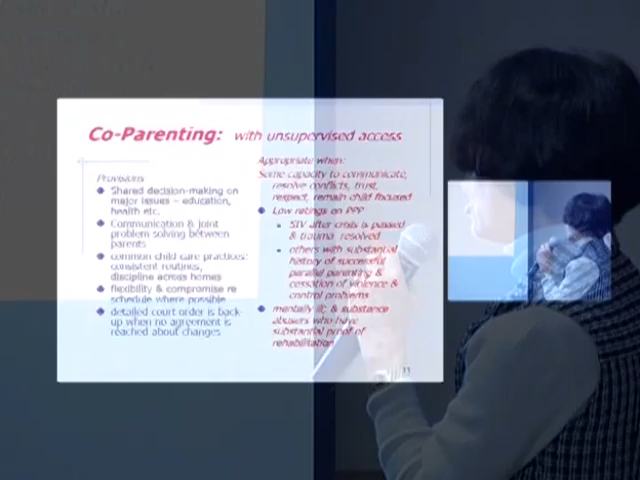 Co-Parenting: with unsupervised access
Provisions
Shared decision-making on
major issues – education,
health etc.
Communication & joint
problem solving between
parents
common child care practices:
consistent routines,
discipline across homes
flexibility & compromise re
schedule where possible
detailed court order is back-
up when no agreement is
reached about changes
Appropriate when:
Some capacity to communicate,
resolve conflicts, trust,
respect, remain child focused
Low ratings on PPP
SIV after crisis is passed
& trauma resolved
others with substantial
history of successful
parallel parenting &
cessation of violence &
control problems
mentally ill; & substance
abusers who have
substantial proof of
rehabilitation